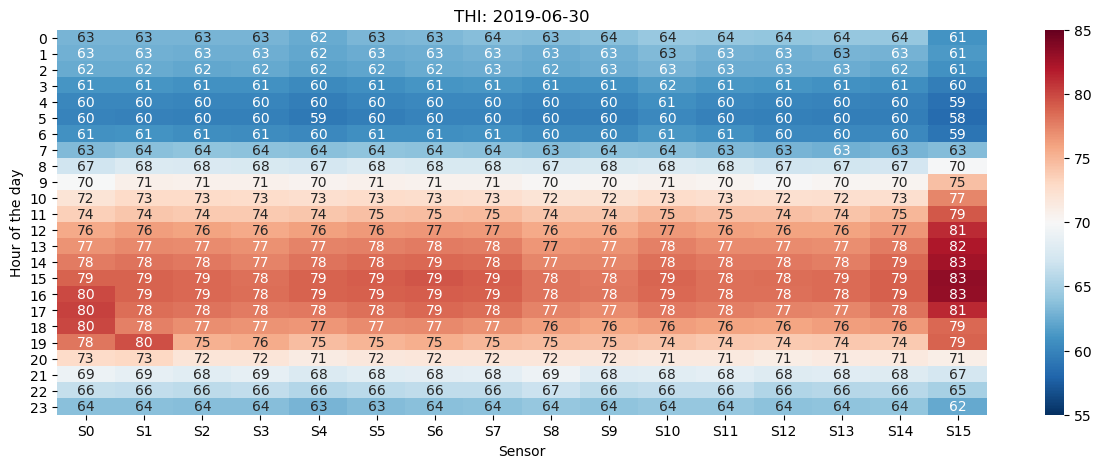 THI: 2019-06-30
0 63 63 63 63 62 63 63 64 63 64 64 64 64 64 64 61
1 63 63 63 63 62 63 63 63 63 63 63 63 63 63 63 61
2 62 62 62 62 62 62 62 63 62 63 63 63 63 63 62 61
3 61 61 61 61 60 61 61 61 61 61 62 61 61 61 61 60
4 60 60 60 60 60 60 60 60 60 60 61 60 60 60 60 59
5 60 60 60 60 59 60 60 60 60 60 60 60 60 60 60 58
6 61 61 61 61 60 61 61 61 60 60 61 61 60 60 60 59
7 63 64 64 64 64 64 64 64 63 64 64 63 63 63 63 63
8 67 68 68 68 67 68 68 68 67 68 68 68 67 67 67 70
9 70 71 71 71 70 71 71 71 70 70 71 70 70 70 70 75
10 72 73 73 73 73 73 73 73 72 72 73 73 72 72 73 77
11 74 74 74 74 74 75 75 75 74 74 75 75 74 74 75 79
12 76 76 76 76 76 76 77 77 76 76 77 76 76 76 77 81
13 77 78 78 77 77 78 78 78 77 77 78 77 77 77 78 82
14 78 78 78 77 78 78 79 78 77 77 78 78 78 78 79 83
15 79 79 79 78 79 79 79 79 78 78 79 78 78 78 79 83
16 80 79 79 78 79 79 79 79 78 78 79 78 78 78 79 83
17 80 78 78 78 78 78 79 78 77 77 78 78 77 77 78 81
18 80 78 77 77 77 77 77 77 76 76 76 76 76 76 76 79
19 78 80 75 76 75 75 75 75 75 75 74 74 74 74 74 79
20 73 73 72 72 71 72 72 72 72 72 71 71 71 71 71 71
21 69 69 68 69 68 68 68 68 69 68 68 68 68 68 68 67
22 66 66 66 66 66 66 66 66 67 66 66 66 66 66 66 65
23 64 64 64 64 63 63 64 64 64 64 64 64 64 64 64 62
S0 S1 S2 S3 S4 S5 S6 S7 S8 S9 S10 S11 S12 S13 S14 S15
Sensor
Hour of the day
85
80
75
70
65
60
55